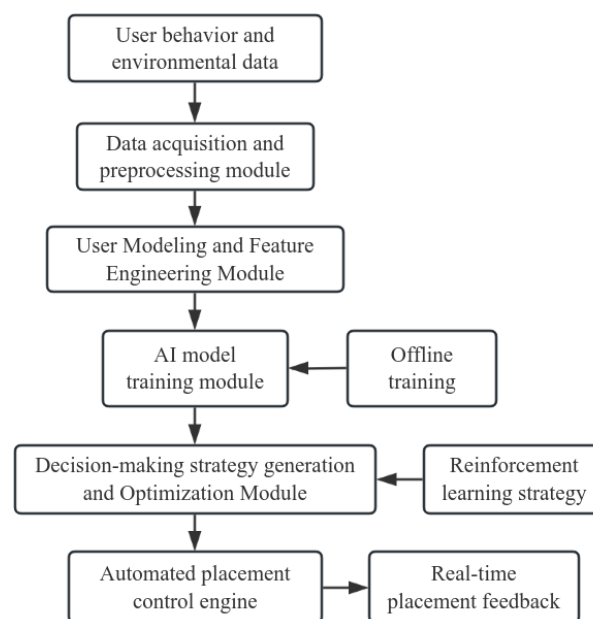 User behavior and
environmental data
Data acquisition and
preprocessing module
User Modeling and Feature
Engineering Module
AI model
training module
Offline
training
Decision-making strategy generation
and Optimization Module
Reinforcement
learning strategy
Automated placement
control engine
Real-time
placement feedback